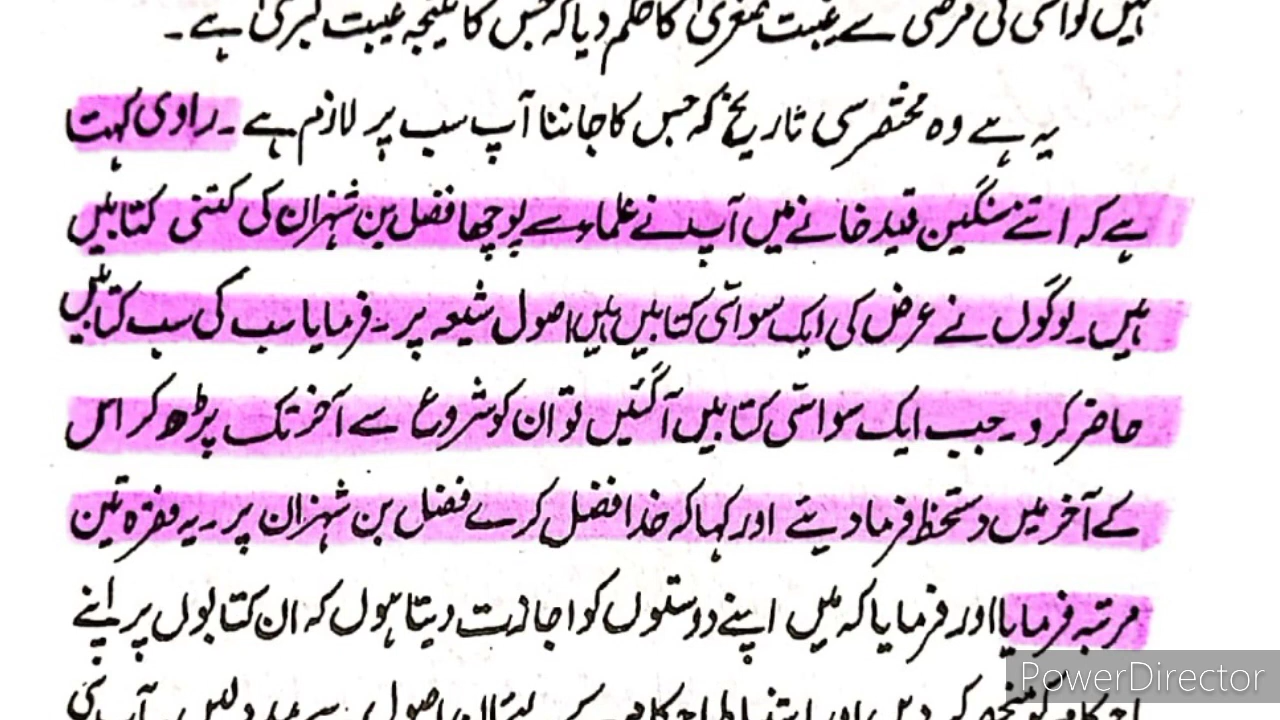 ہیں تو اسی کی مرضی سے غیبت صغریٰ کا حکم دیا کہ جس کا نتیجہ غیبت کبریٰ ہے۔
یہ ہے وہ مختصر سی تاریخ کہ جس کا جاننا آپ سب پر لازم ہے۔ راوی کہتا
ہے کہ اتنے سنگین قید خانے میں آپ نے علماء سے پوچھا فضل بن شہزان کی کتنی کتابیں
ہیں۔ لوگوں نے عرض کی ایک سو اسّی کتابیں ہیں اصول شیعہ پر۔ فرمایا سب کی سب کتابیں
حاضر کر دو۔ جب ایک سو اسّی کتابیں آگئیں تو ان کو شروع سے آخر تک پڑھ کر اس
کے آخر میں دستخط فرما دیئے اور کہا کہ خدا فضل کرے فضل بن شہزان پر۔ یہ فقرہ تین
مرتبہ فرمایا اور فرمایا کہ میں اپنے دوستوں کو اجازت دیتا ہوں کہ ان کتابوں پر اپنے
PowerDirector